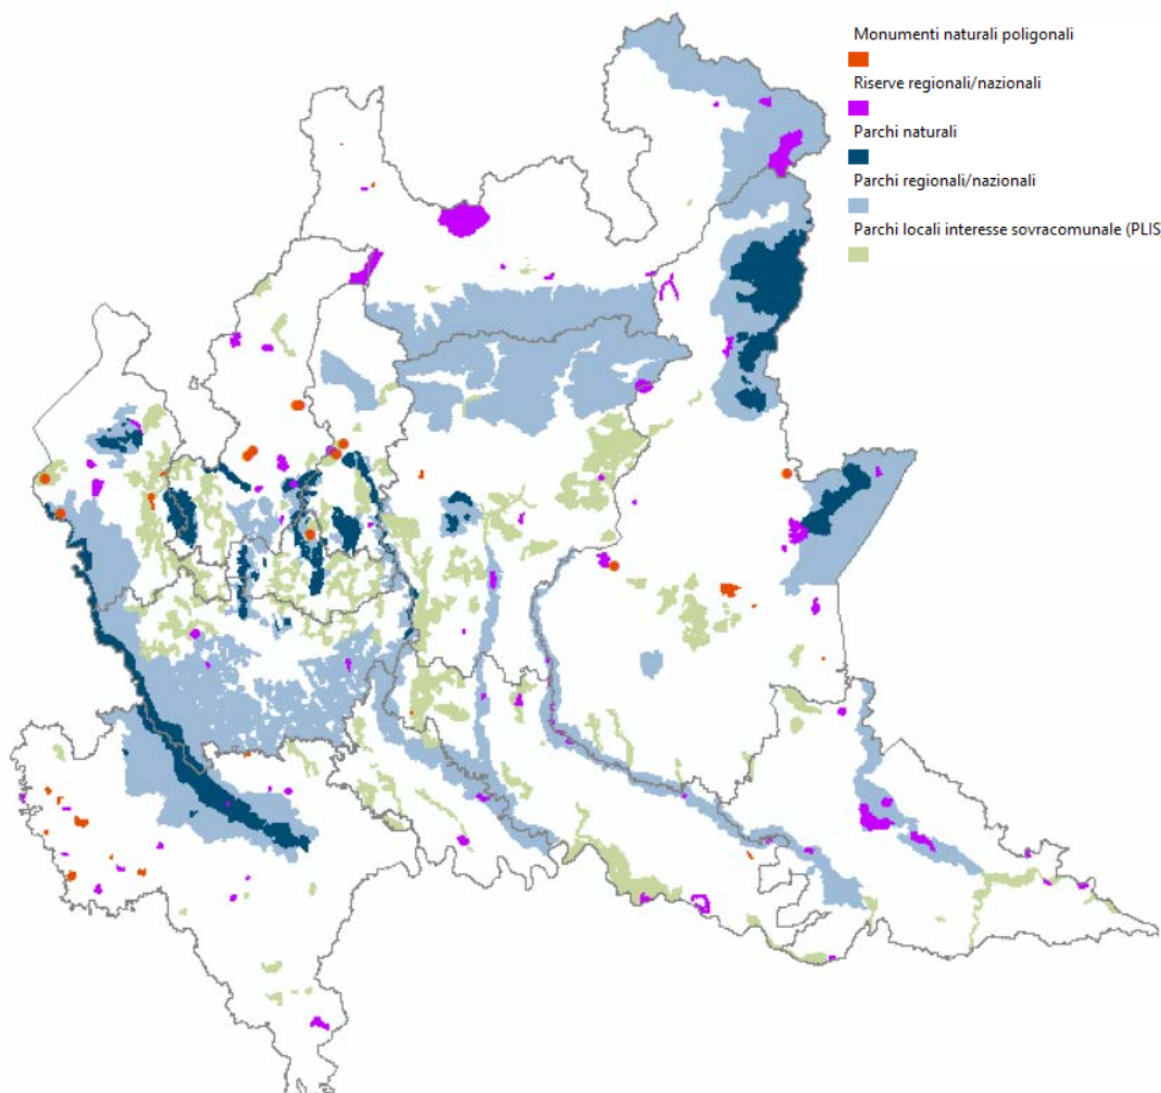 Monumenti naturali poligonali
Riserve regionali/nazionali
Parchi naturali
Parchi regionali/nazionali
Parchi locali interesse sovracomunale (PLIS